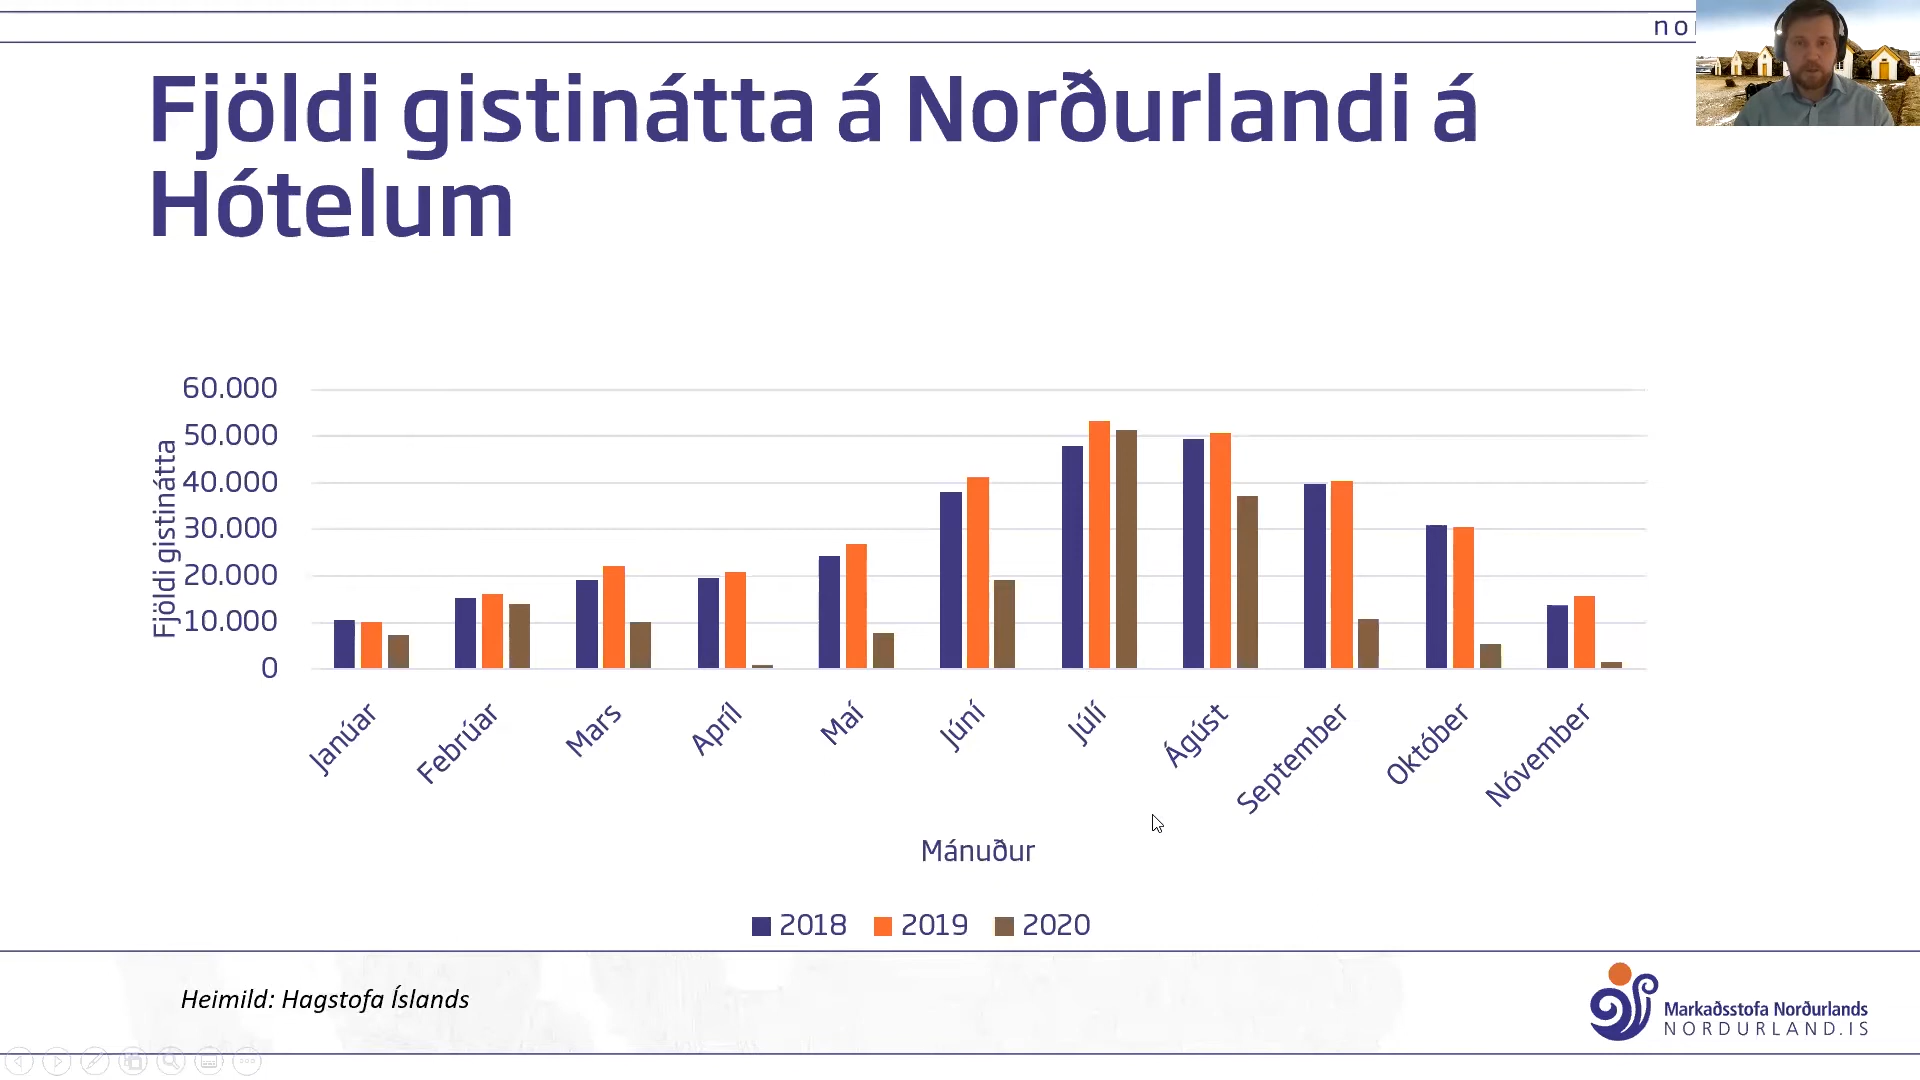 no
Fjöldi gistinátta á Norðurlandi á
Hótelum
Fjöldi gistinátta
60.000
50.000
40.000
30.000
20.000
10.000
0
Janúar
Febrúar
Mars
Apríl
Maí
Júní
Júlí
Ágúst
September
Október
Nóvember
Mánuður
2018 2019 2020
Heimild: Hagstofa Íslands
Markaðsstofa Norðurlands
NORDURLAND.IS